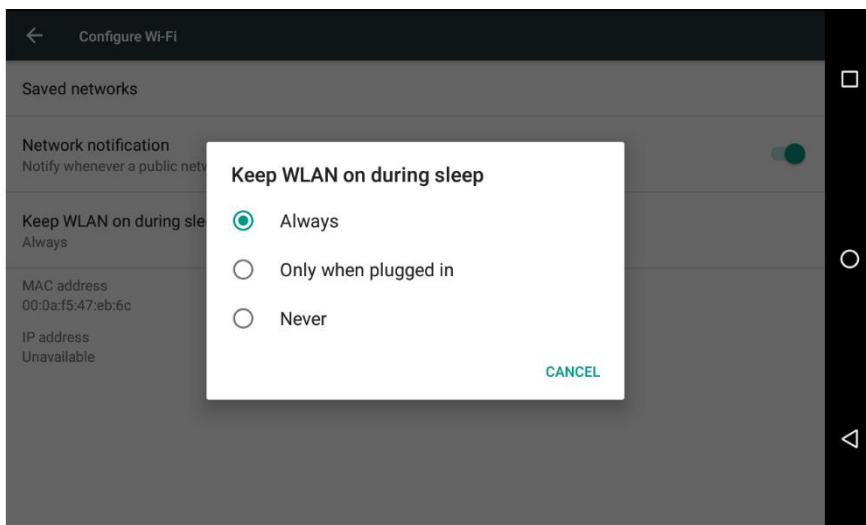 Configure Wi-Fi
Saved networks
Network notification
Notify whenever a public netw
Keep WLAN on during sle
Always
MAC address
00:0a:f5:47:eb:6c
IP address
Unavailable
Keep WLAN on during sleep
Always
Only when plugged in
Never
CANCEL